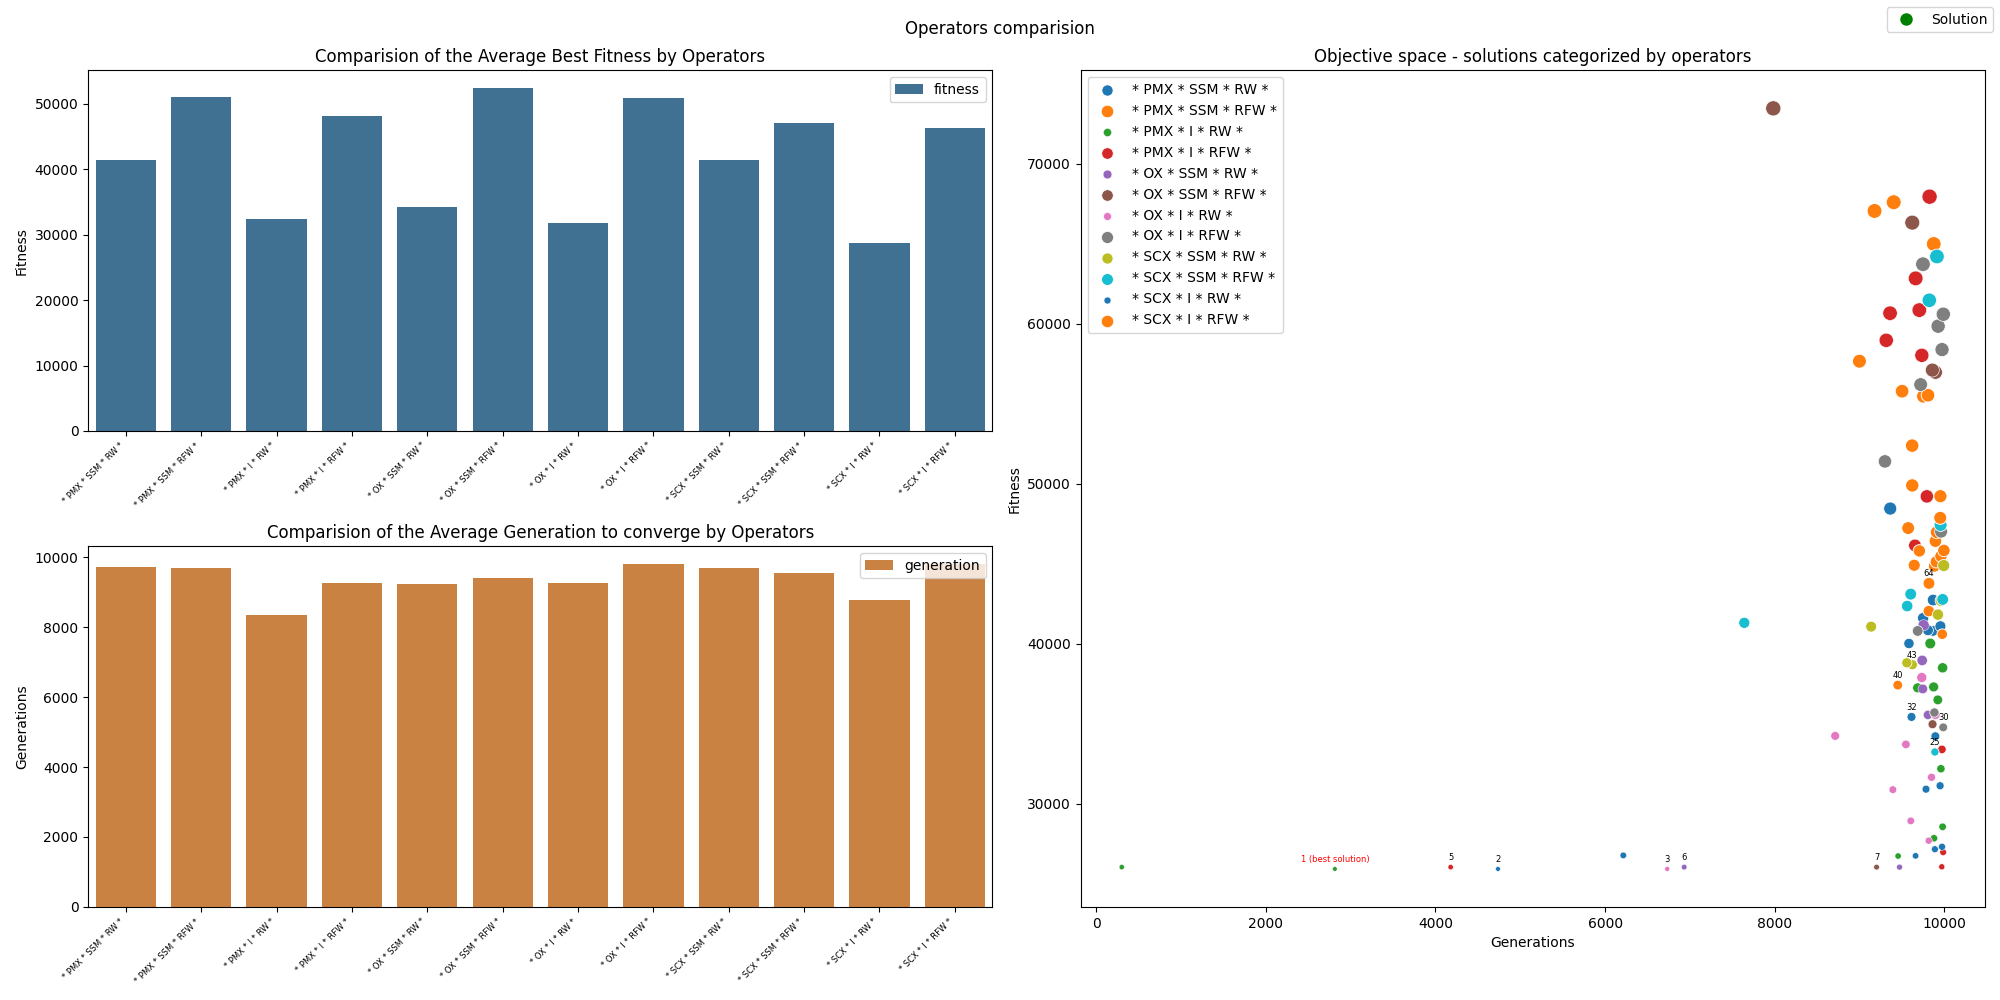 Operators comparision
Solution
Comparision of the Average Best Fitness by Operators
fitness
Fitness
50000
40000
30000
20000
10000
0
* PMX * SSM * RW *
* PMX * SSM * RFW *
* PMX * I * RW *
* PMX * I * RFW *
* OX * SSM * RW *
* OX * SSM * RFW *
* OX * I * RW *
* OX * I * RFW *
* SCX * SSM * RW *
* SCX * SSM * RFW *
* SCX * I * RW *
* SCX * I * RFW *
Comparision of the Average Generation to converge by Operators
generation
Generations
10000
8000
6000
4000
2000
0
* PMX * SSM * RW *
* PMX * SSM * RFW *
* PMX * I * RW *
* PMX * I * RFW *
* OX * SSM * RW *
* OX * SSM * RFW *
* OX * I * RW *
* OX * I * RFW *
* SCX * SSM * RW *
* SCX * SSM * RFW *
* SCX * I * RW *
* SCX * I * RFW *
Objective space - solutions categorized by operators
* PMX * SSM * RW *
* PMX * SSM * RFW *
* PMX * I * RW *
* PMX * I * RFW *
* OX * SSM * RW *
* OX * SSM * RFW *
* OX * I * RW *
* OX * I * RFW *
* SCX * SSM * RW *
* SCX * SSM * RFW *
* SCX * I * RW *
* SCX * I * RFW *
Fitness
70000
60000
50000
40000
30000
64
43
40
32
30
25
1 (best solution)
5
2
3
6
7
0
2000
4000
6000
8000
10000
Generations